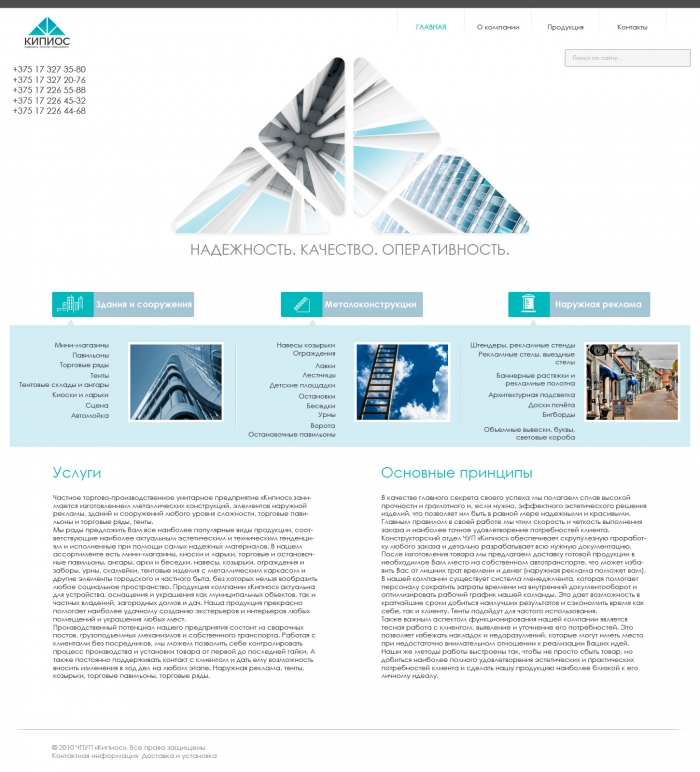 КИПИОС
ГЛАВНАЯ
О компании
Продукция
Контакты
Поиск по сайту...
+375 17 327 35-80
+375 17 327 20-76
+375 17 226 55-88
+375 17 226 45-32
+375 17 226 44-68
НАДЕЖНОСТЬ. КАЧЕСТВО. ОПЕРАТИВНОСТЬ.
Здания и сооружения
Мини-магазины
Павильоны
Торговые ряды
Тенты
Тентовые склады и ангары
Киоски и ларьки
Сцена
Автомойка
Металоконструкции
Навесы козырьки
Ограждения
Лавки
Лестницы
Детские площадки
Остановки
Беседки
Урны
Ворота
Остановочные павильоны
Наружная реклама
Штендеры, рекламные стенды
Рекламные стелы, выездные
стелы
Баннерные растяжки и
рекламные полотна
Архитектурная подсветка
Доски почёта
Бигборды
Объемные вывески, буквы,
световые короба
Услуги
Частное торгово-производственное унитарное предприятие «Кипиос» зани-
мается изготовлением металлических конструкций, элементов наружной
рекламы, зданий и сооружений любого уровня сложности: торговые пави-
льоны и торговые ряды, тенты.
Мы рады предложить Вам все наиболее популярные виды продукции, соот-
ветствующие наиболее актуальным эстетическим и техническим тенденци-
ям и исполненные при помощи самых надежных материалов. В нашем
ассортименте есть мини-магазины, киоски и ларьки, торговые и остановоч-
ные павильоны, ангары, арки и беседки, навесы, козырьки, ограждения и
заборы, урны, скамейки, тентовые изделия с металлическим каркасом и
другие элементы городского и частного быта, без которых нельзя вообразить
любое социальное пространство. Продукция компании «Кипиос» актуальна
для устройства, оснащения и украшения как муниципальных объектов, так и
частных владений, загородных домов и дач. Наша продукция прекрасно
помогает наиболее удачному созданию экстерьеров и интерьеров любых
помещений и украшения любых мест.
Производственный потенциал нашего предприятия состоит из сварочных
постов, грузоподъемных механизмов и собственного транспорта. Работая с
клиентами без посредников, мы можем позволить себе контролировать
процесс производства и установки товара от первой до последней гайки. А
также постоянно поддерживать контакт с клиентом и дать ему возможность
вносить изменения в ход дел на любом этапе. Наружная реклама, тенты,
козырьки, торговые павильоны, торговые ряды.
Основные принципы
В качестве главного секрета своего успеха мы полагаем сплав высокой
прочности и грамотного и, если нужно, эффектного эстетического решения
изделий, что позволяет им быть в равной мере надежными и красивыми.
Главным правилом в своей работе мы чтим скорость и четкость выполнения
заказа и наиболее точное удовлетворение потребностей клиента.
Конструкторский отдел ЧУП «Кипиос» обеспечивает скрупулезную проработ-
ку любого заказа и детально разрабатывает всю нужную документацию.
После изготовления товара мы предлагаем доставку готовой продукции в
необходимое Вам место на собственном автотранспорте, что может изба-
вить Вас от лишних трат времени и денег (наружная реклама поможет вам).
В нашей компании существует система менеджмента, которая помогает
персоналу сократить затраты времени на внутренний документооборот и
оптимизировать рабочий график нашей команды. Это дает возможность в
кратчайшие сроки добиться наилучших результатов и сэкономить время как
себе, так и клиенту. Тенты подойдут для частого использования.
Также важным аспектом функционирования нашей компании является
тесная работа с клиентом, выявление и уточнение его потребностей. Это
позволяет избежать накладок и недоразумений, которые могут иметь место
при недостаточно внимательном отношении к реализации Ваших идей.
Наши же методы работы выстроены так, чтобы не просто сбыть товар, но
добиться наиболее полного удовлетворения эстетических и практических
потребностей клиента и сделать нашу продукцию наиболее близкой к его
личному идеалу.
© 2010 ЧПУП «Кипиос». Все права защищены
Контактная информация Доставка и установка